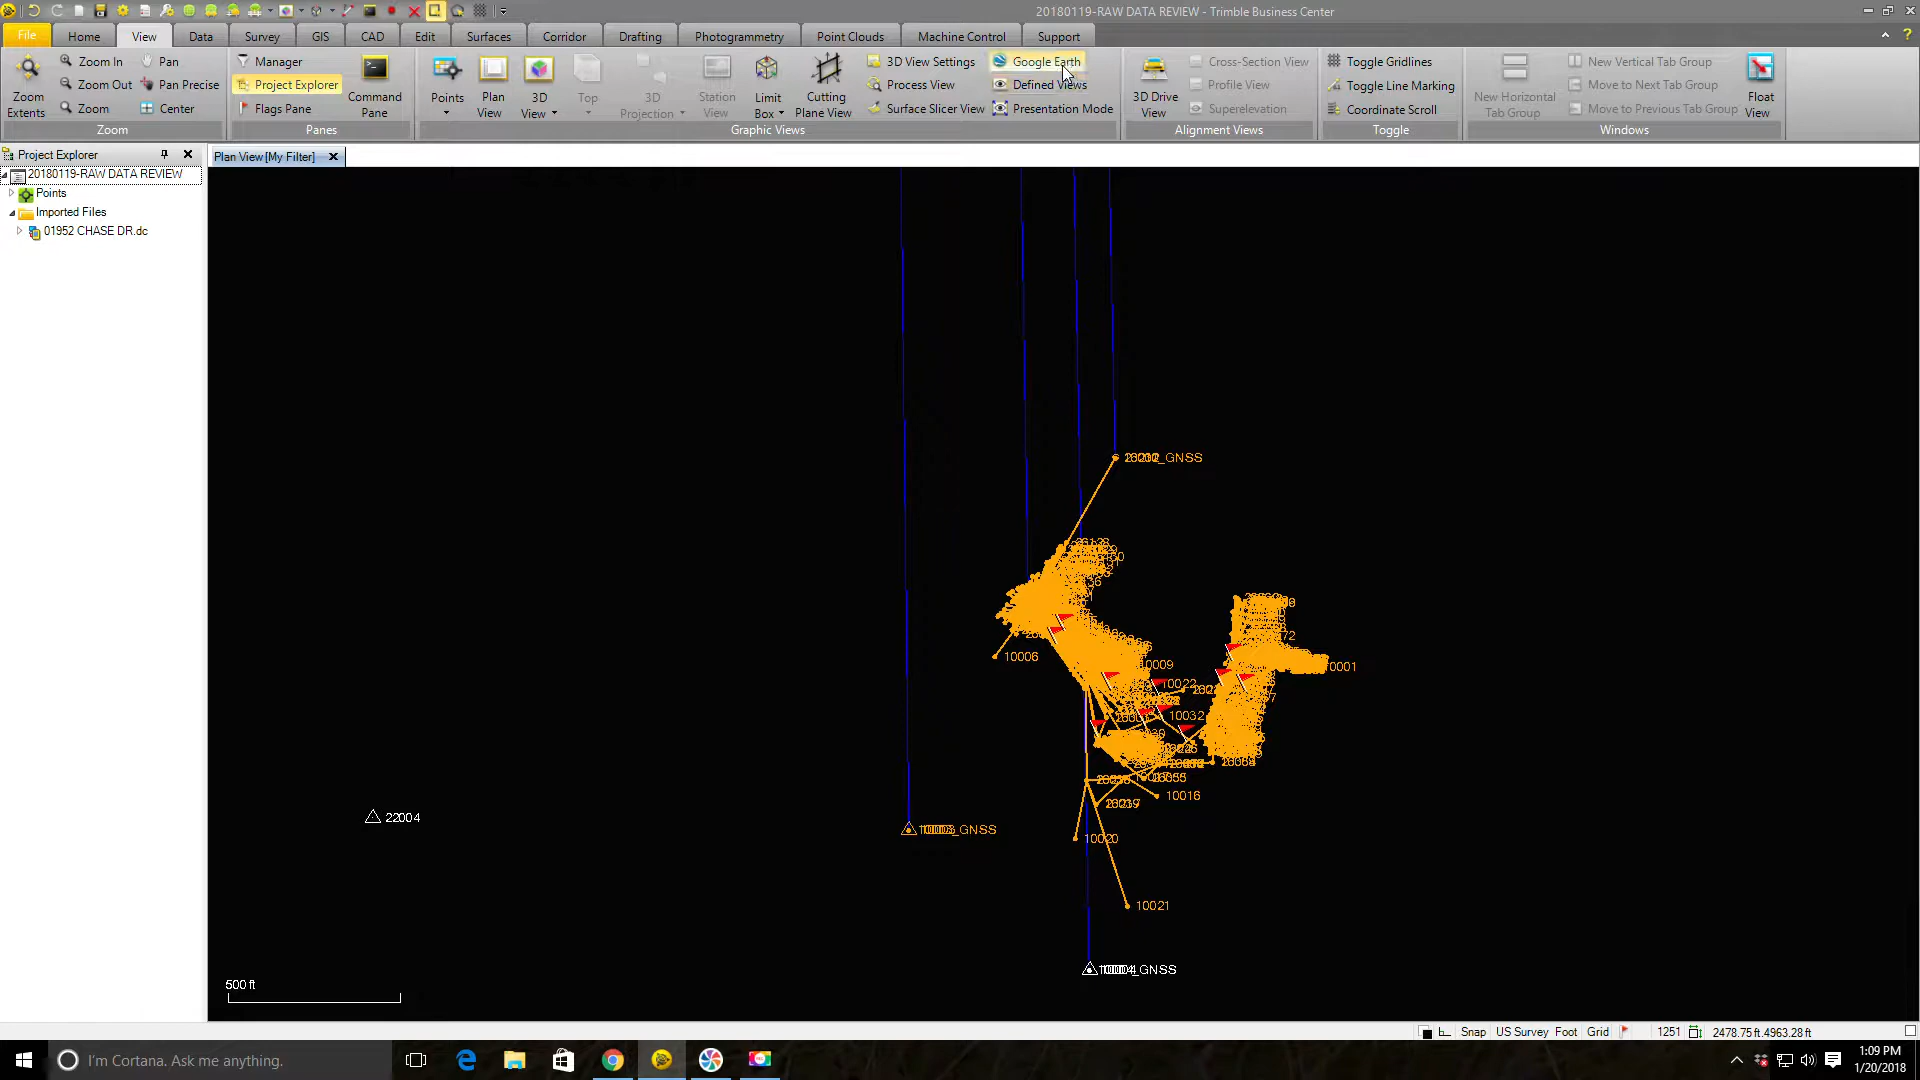 20180119-RAW DATA REVIEW - Trimble Business Center
File Home View Data Survey GIS CAD Edit Surfaces Corridor Drafting Photogrammetry Point Clouds Machine Control Support
Zoom Extents
Zoom In
Zoom Out
Zoom
Pan
Pan Precise
Center
Zoom
Manager
Project Explorer
Flags Pane
Command Pane
Panes
Points
Plan View
3D View
Top
3D Projection
Station View
Limit Box
Cutting Plane View
3D View Settings
Process View
Surface Slicer View
Google Earth
Defined Views
Presentation Mode
Graphic Views
3D Drive View
Cross-Section View
Profile View
Superelevation
Alignment Views
Toggle Gridlines
Toggle Line Marking
Coordinate Scroll
Toggle
New Horizontal Tab Group
New Vertical Tab Group
Move to Next Tab Group
Move to Previous Tab Group
Float View
Windows
Project Explorer
20180119-RAW DATA REVIEW
Points
Imported Files
01952 CHASE DR.dc
Plan View [My Filter]
10006
10009
10022
10032
10016
10020
10021
22004
500 ft
Snap US Survey Foot Grid 1251 2478.75 ft,4963.28 ft
I'm Cortana. Ask me anything.
1:09 PM
1/20/2018